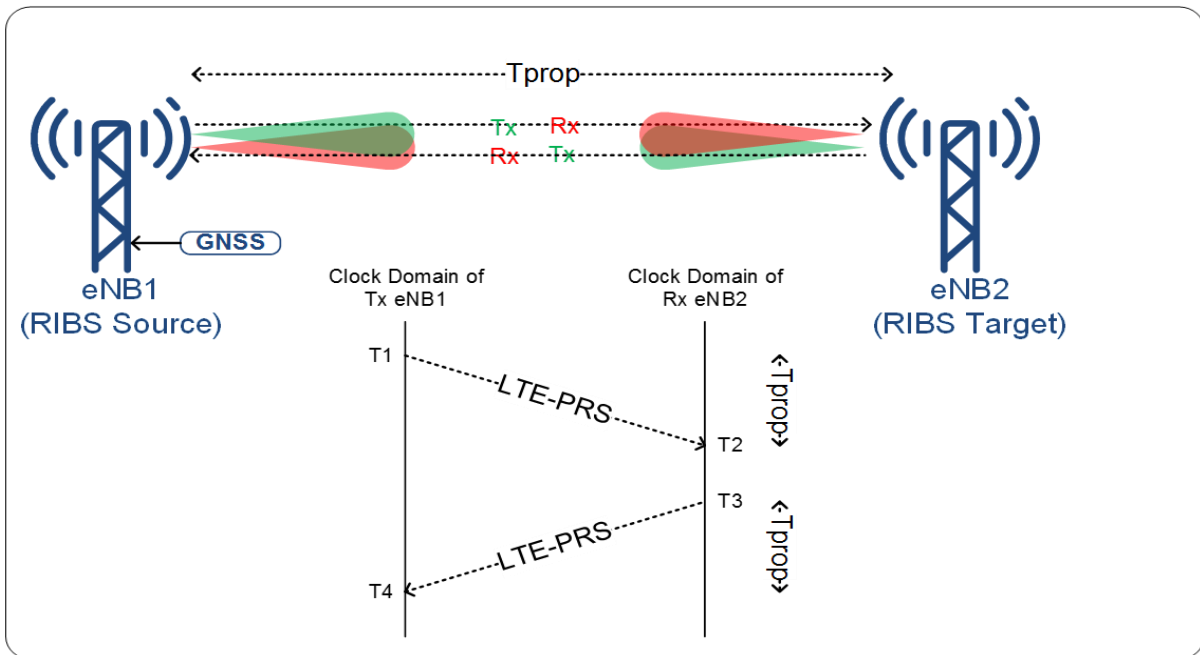 Tprop
Tx Rx
Rx Tx
GNSS
eNB1
(RIBS Source)
eNB2
(RIBS Target)
Clock Domain of
Tx eNB1
Clock Domain of
Rx eNB2
T1
LTE-PRS
T2
Tprop
T3
LTE-PRS
T4
Tprop